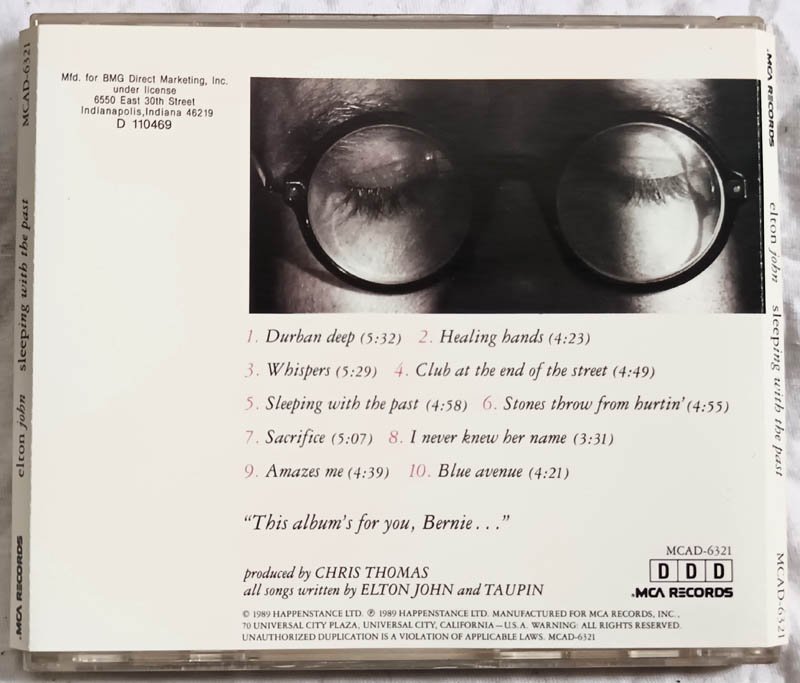 MCAD-6321
sleeping with the past
elton john
MCA RECORDS
Mfd. for BMG Direct Marketing, Inc.
under license
6550 East 30th Street
Indianapolis,Indiana 46219
D 110469
1. Durban deep (5:32) 2. Healing hands (4:23)
3. Whispers (5:29) 4. Club at the end of the street (4:49)
5. Sleeping with the past (4:58) 6. Stones throw from hurtin' (4:55)
7. Sacrifice (5:07) 8. I never knew her name (3:31)
9. Amazes me (4:39) 10. Blue avenue (4:21)
"This album's for you, Bernie . . ."
produced by CHRIS THOMAS
all songs written by ELTON JOHN and TAUPIN
MCAD-6321
D D D
MCA RECORDS
© 1989 HAPPENSTANCE LTD. ℗ 1989 HAPPENSTANCE LTD. MANUFACTURED FOR MCA RECORDS, INC.,
70 UNIVERSAL CITY PLAZA, UNIVERSAL CITY, CALIFORNIA—U.S.A. WARNING: ALL RIGHTS RESERVED.
UNAUTHORIZED DUPLICATION IS A VIOLATION OF APPLICABLE LAWS. MCAD-6321
MCA RECORDS
elton john
sleeping with the past
MCAD-6321